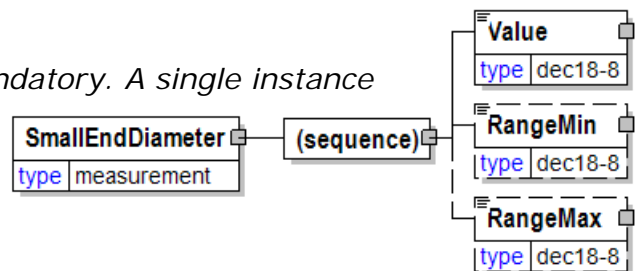 Value
type dec18-8
ndatory. A single instance
RangeMin
SmallEndDiameter (sequence)
type measurement
type dec18-8
RangeMax
type dec18-8